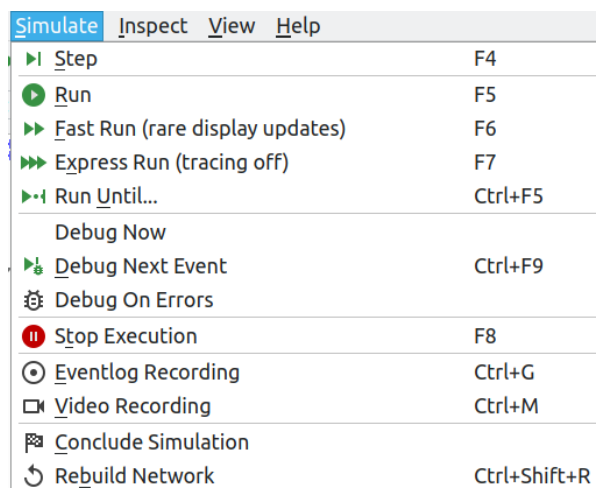 Simulate Inspect View Help
Step F4
Run F5
Fast Run (rare display updates) F6
Express Run (tracing off) F7
Run Until... Ctrl+F5
Debug Now
Debug Next Event Ctrl+F9
Debug On Errors
Stop Execution F8
Eventlog Recording Ctrl+G
Video Recording Ctrl+M
Conclude Simulation
Rebuild Network Ctrl+Shift+R